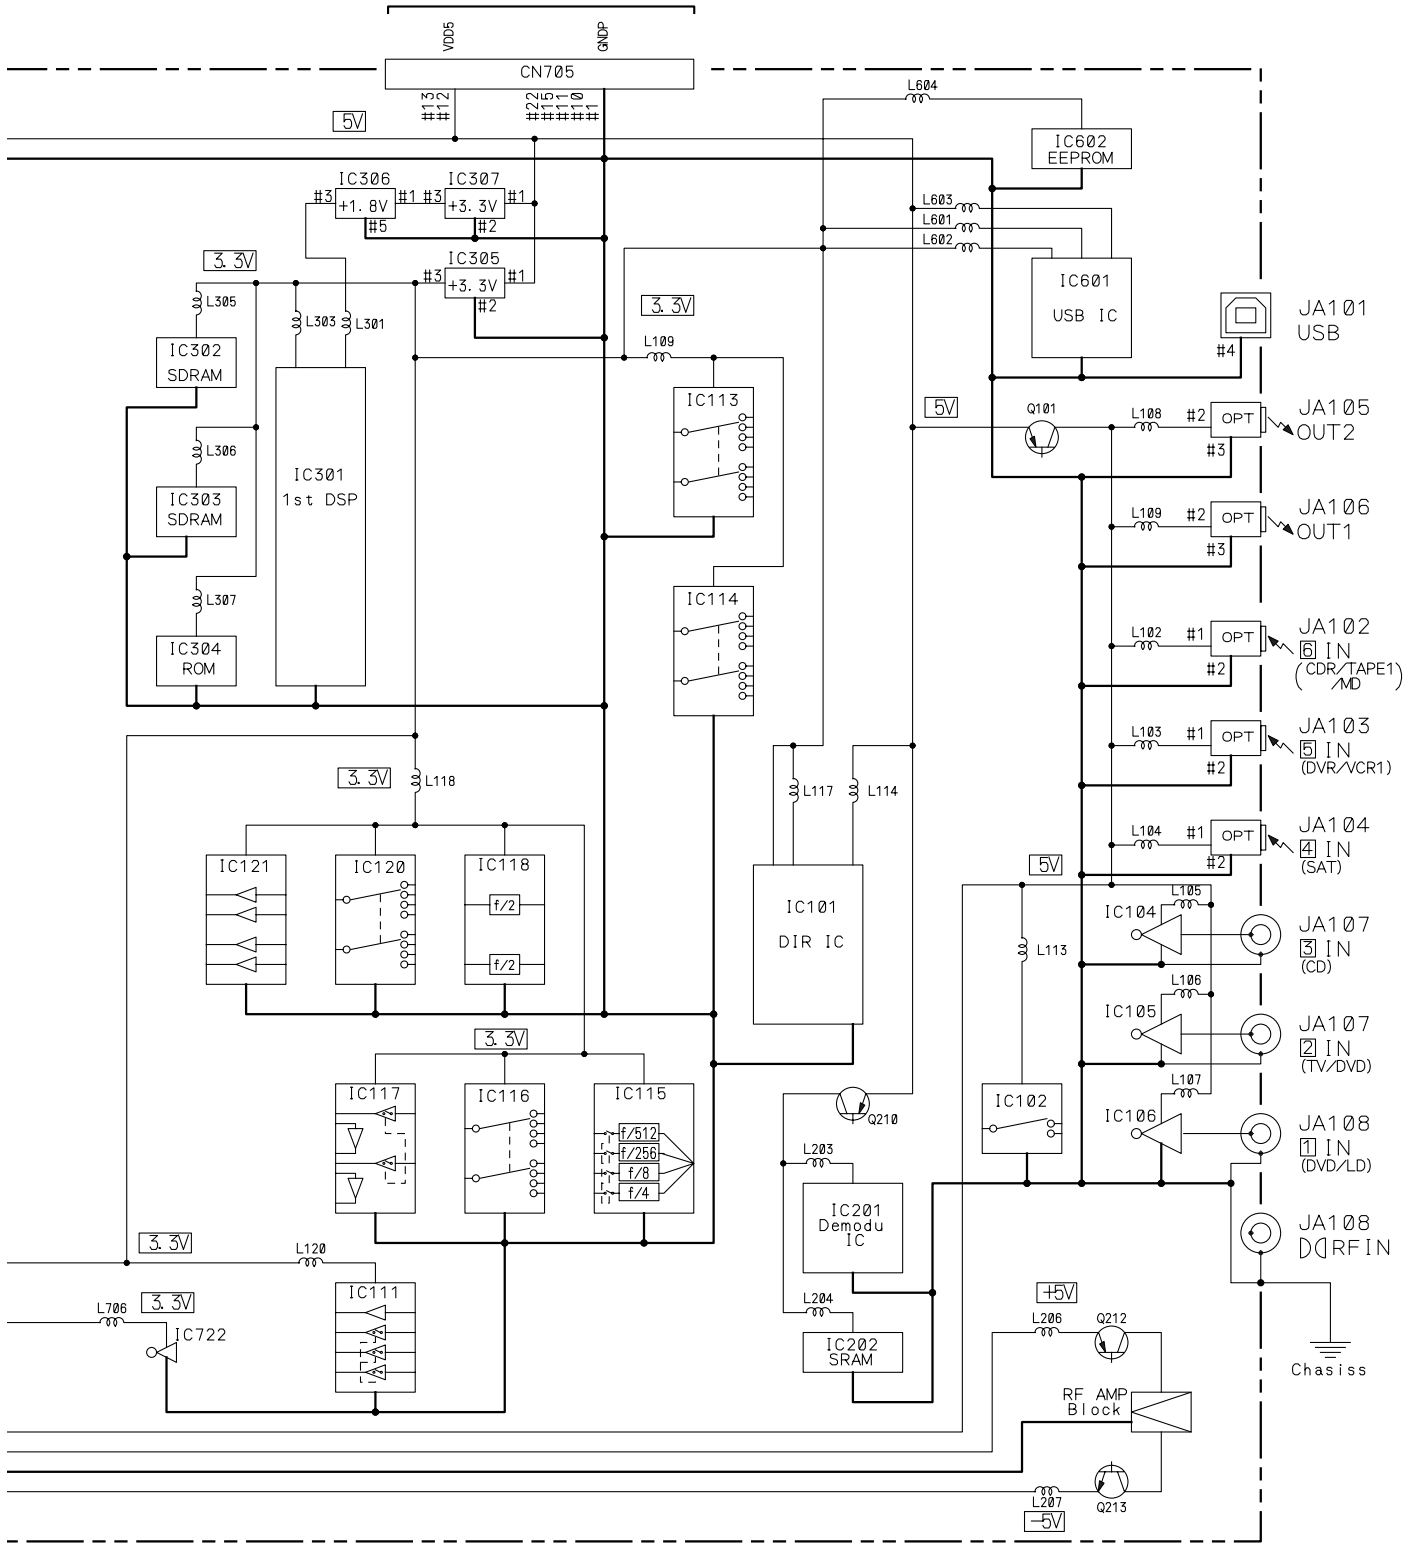 VDD5
GNDP
CN705
#13
#12
#22
#15
#11
#10
#1
5V
L604
IC602
EEPROM
IC306
#3
+1.8V
#1
#5
IC307
#3
+3.3V
#1
#2
L603
L601
L602
3.3V
IC305
#3
+3.3V
#1
#2
IC601
USB IC
L305
L303
L301
3.3V
L109
JA101
USB
#4
IC302
SDRAM
IC113
5V
Q101
L108
#2
OPT
#3
JA105
OUT2
L306
IC301
1st DSP
IC303
SDRAM
L109
#2
OPT
#3
JA106
OUT1
L307
IC114
IC304
ROM
L102
#1
OPT
#2
JA102
6 IN
(CDR/TAPE1)
/MD
L103
#1
OPT
#2
JA103
5 IN
(DVR/VCR1)
3.3V
L118
L117
L114
L104
#1
OPT
#2
JA104
4 IN
(SAT)
IC121
IC120
IC118
f/2
f/2
IC101
DIR IC
5V
L105
IC104
L113
JA107
3 IN
(CD)
L106
IC105
JA107
2 IN
(TV/DVD)
3.3V
IC117
IC116
IC115
f/512
f/256
f/8
f/4
Q210
IC102
L107
IC106
JA108
1 IN
(DVD/LD)
L203
IC201
Demodu
IC
JA108
DD RF IN
3.3V
L120
IC111
L706
3.3V
IC722
L204
IC202
SRAM
+5V
L206
Q212
Chasiss
RF AMP
Block
L207
Q213
-5V